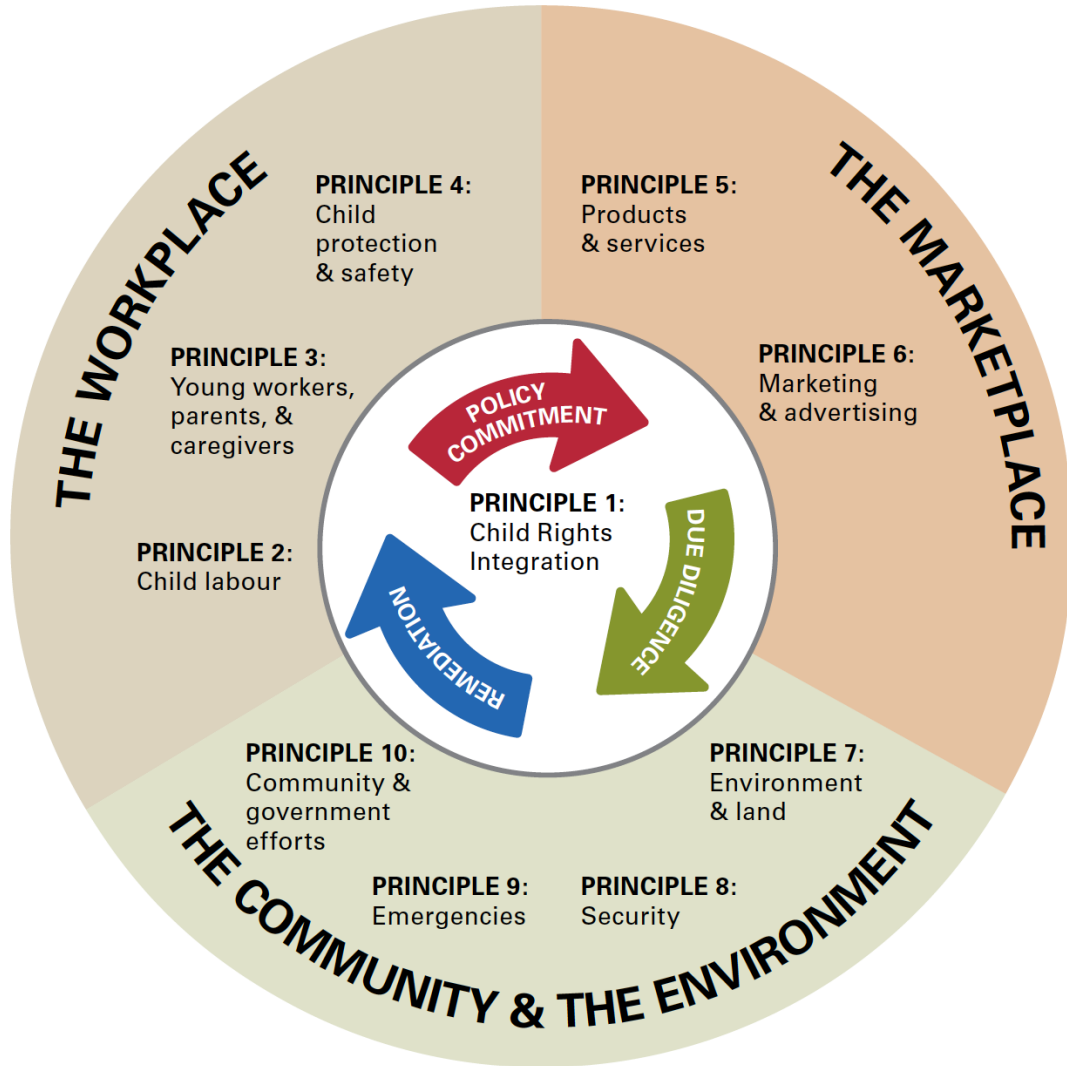 THE WORKPLACE
PRINCIPLE 4:
Child
protection
& safety
PRINCIPLE 3:
Young workers,
parents, &
caregivers
PRINCIPLE 2:
Child labour
THE MARKETPLACE
PRINCIPLE 5:
Products
& services
PRINCIPLE 6:
Marketing
& advertising
POLICY
COMMITMENT
PRINCIPLE 1:
Child Rights
Integration
DUE DILIGENCE
REMEDIATION
PRINCIPLE 10:
Community &
government
efforts
PRINCIPLE 7:
Environment
& land
PRINCIPLE 9:
Emergencies
PRINCIPLE 8:
Security
THE COMMUNITY & THE ENVIRONMENT